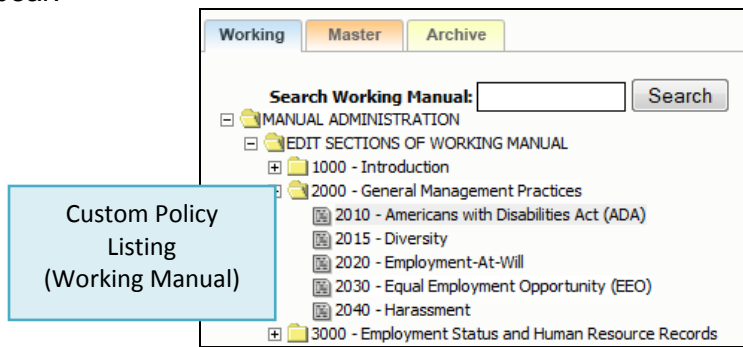 Working Master Archive
Search Working Manual: Search
MANUAL ADMINISTRATION
EDIT SECTIONS OF WORKING MANUAL
1000 - Introduction
2000 - General Management Practices
2010 - Americans with Disabilities Act (ADA)
2015 - Diversity
2020 - Employment-At-Will
2030 - Equal Employment Opportunity (EEO)
2040 - Harassment
3000 - Employment Status and Human Resource Records
Custom Policy
Listing
(Working Manual)